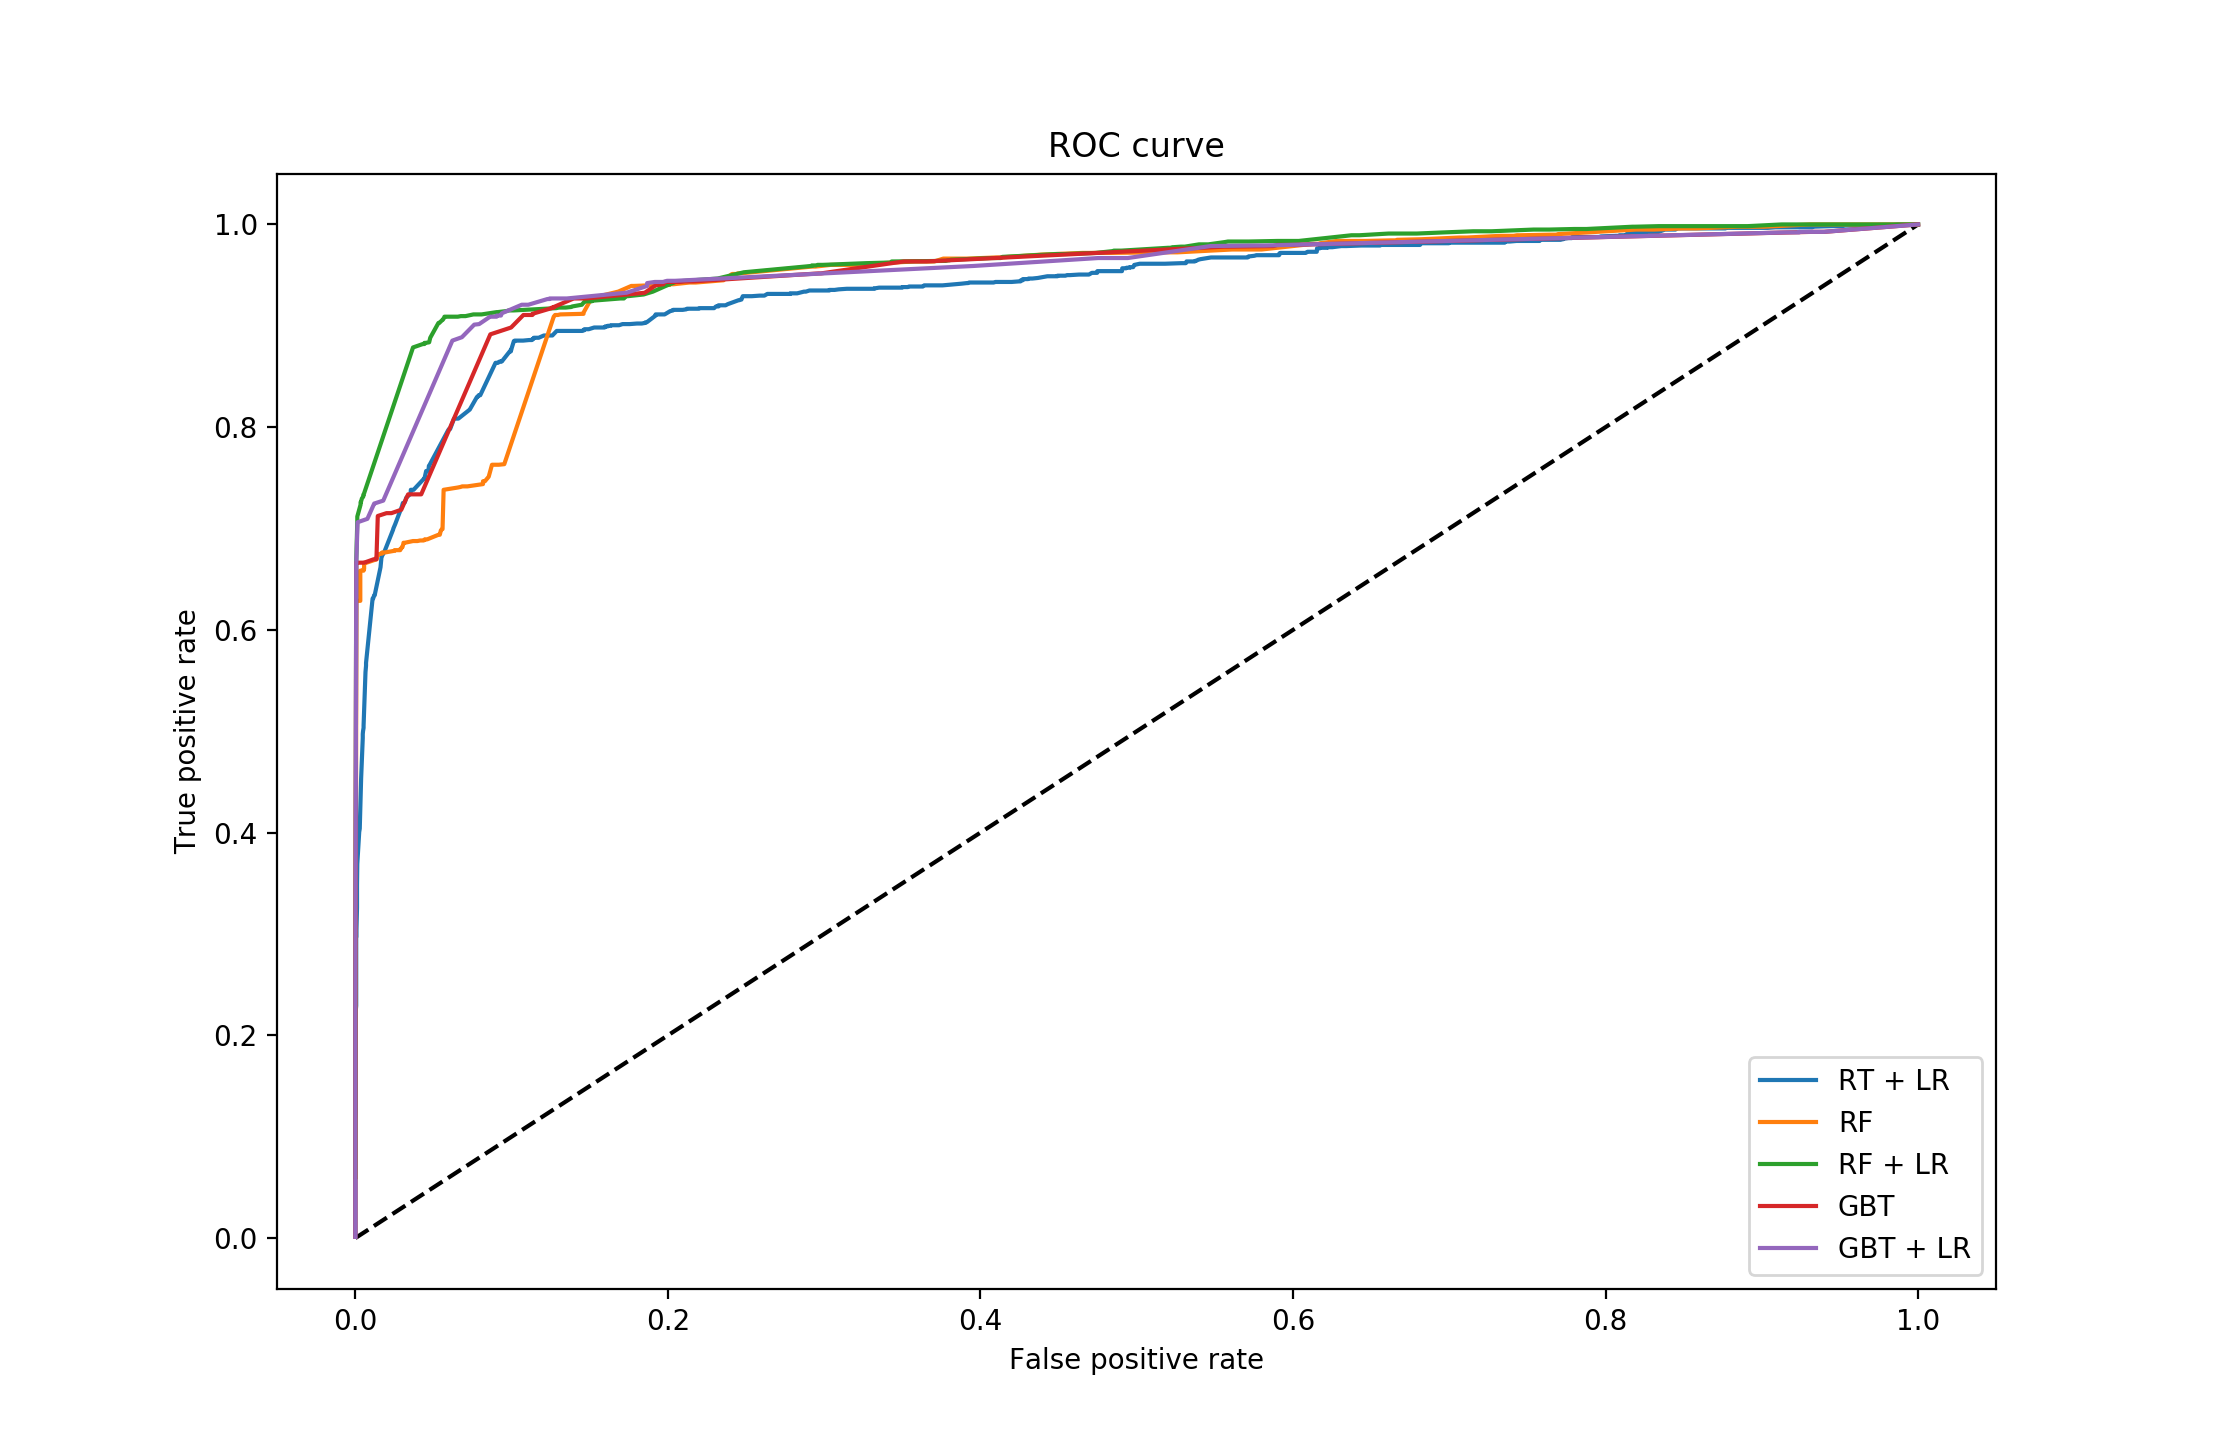 ROC curve
1.0
0.8
0.6
0.4
0.2
0.0
True positive rate
0.0 0.2 0.4 0.6 0.8 1.0
False positive rate
RT + LR
RF
RF + LR
GBT
GBT + LR